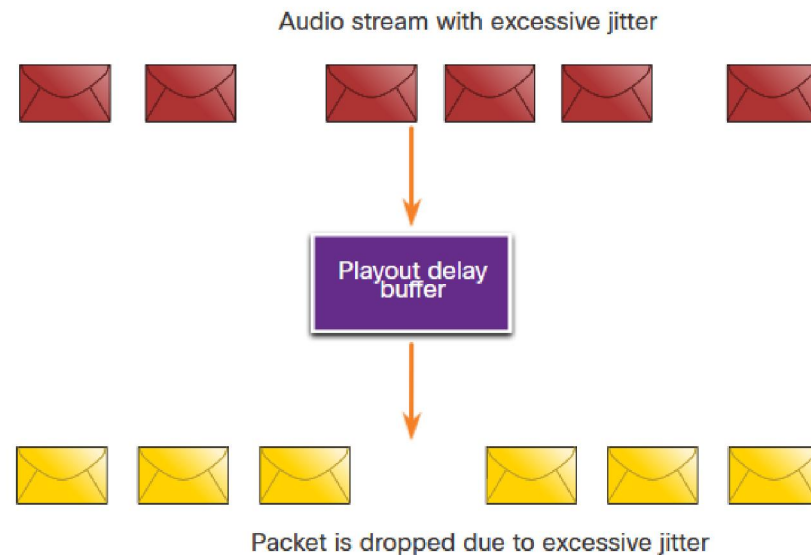 Audio stream with excessive jitter
Playout delay
buffer
Packet is dropped due to excessive jitter